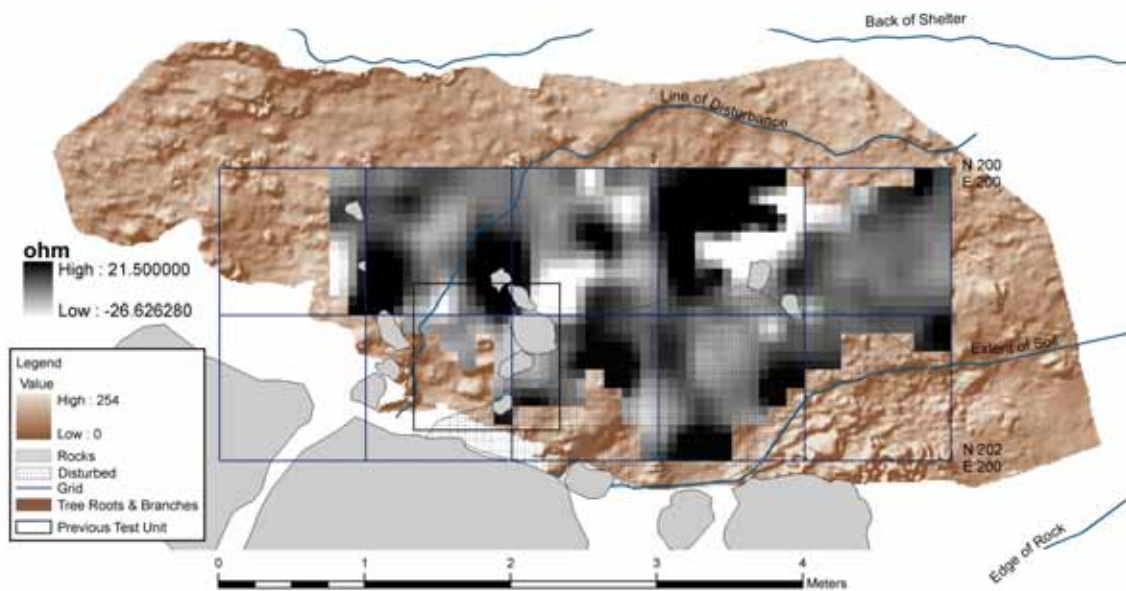 Back of Shelter
Line of Disturbance
N 200
E 200
ohm
High : 21.500000
Low : -26.626280
Extent of Soil
Legend
Value
High : 254
Low : 0
Rocks
Disturbed
Grid
Tree Roots & Branches
Previous Test Unit
N 202
E 200
Edge of Rock
0 1 2 3 4
Meters